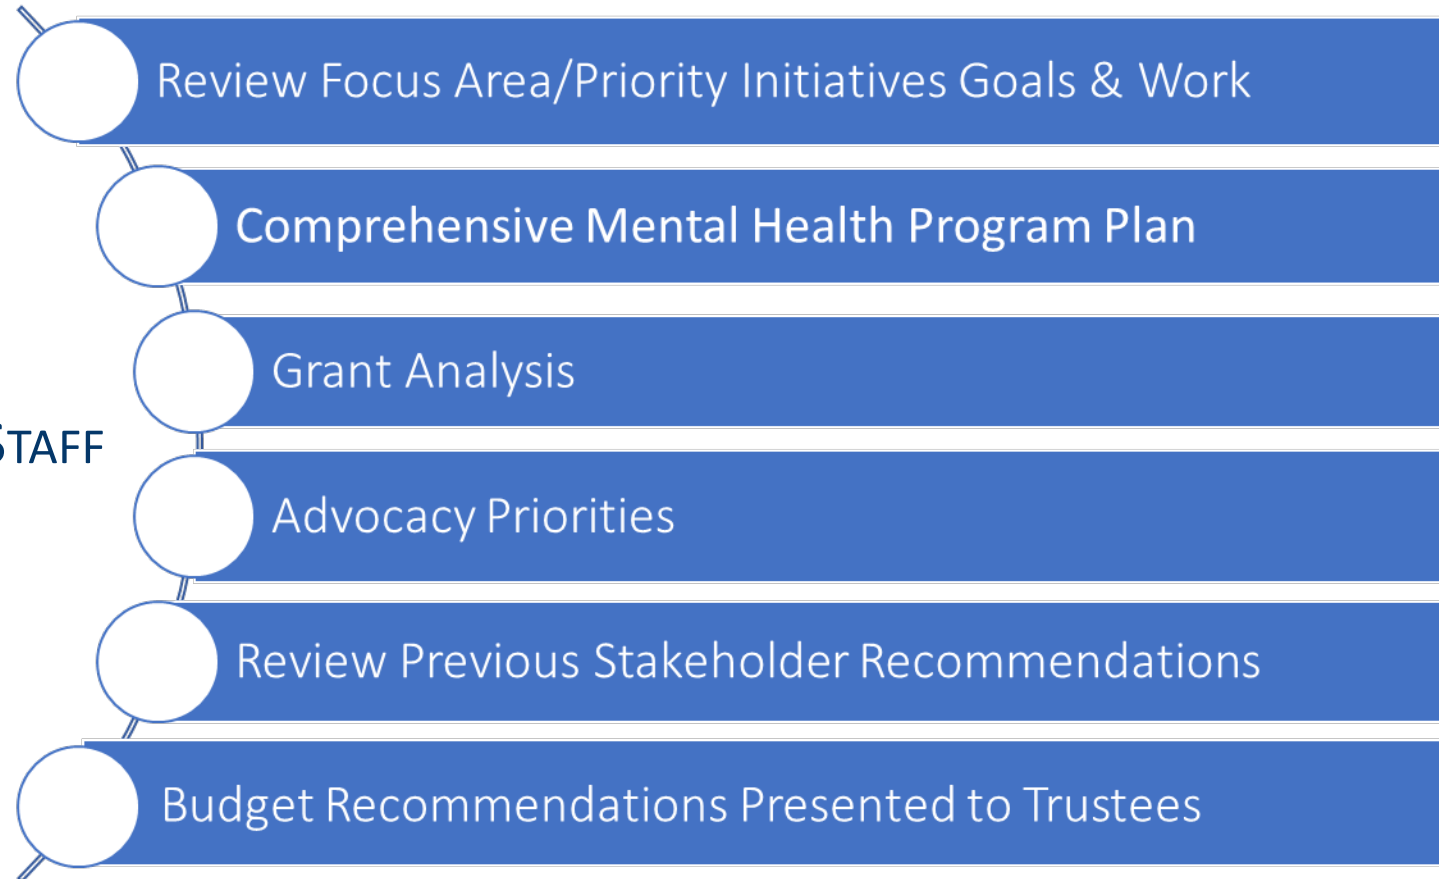 Review Focus Area/Priority Initiatives Goals & Work
Comprehensive Mental Health Program Plan
Grant Analysis
STAFF
Advocacy Priorities
Review Previous Stakeholder Recommendations
Budget Recommendations Presented to Trustees